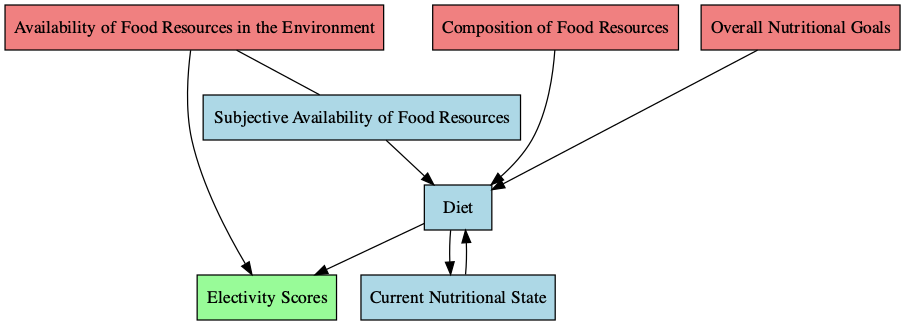 Availability of Food Resources in the Environment
Composition of Food Resources
Overall Nutritional Goals
Subjective Availability of Food Resources
Diet
Electivity Scores
Current Nutritional State